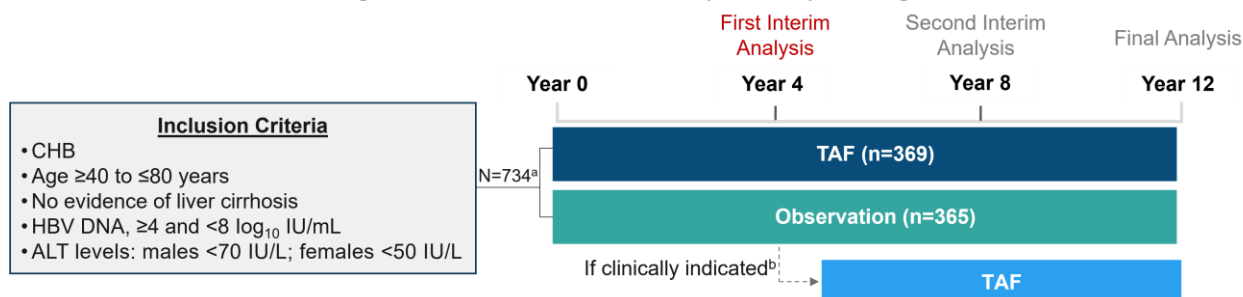 First Interim
Analysis
Second Interim
Analysis
Final Analysis
Year 0
Year 4
Year 8
Year 12
Inclusion Criteria
• CHB
• Age ≥40 to ≤80 years
• No evidence of liver cirrhosis
• HBV DNA, ≥4 and <8 log₁₀ IU/mL
• ALT levels: males <70 IU/L; females <50 IU/L
N=734ᵃ
TAF (n=369)
Observation (n=365)
If clinically indicatedᵇ
TAF